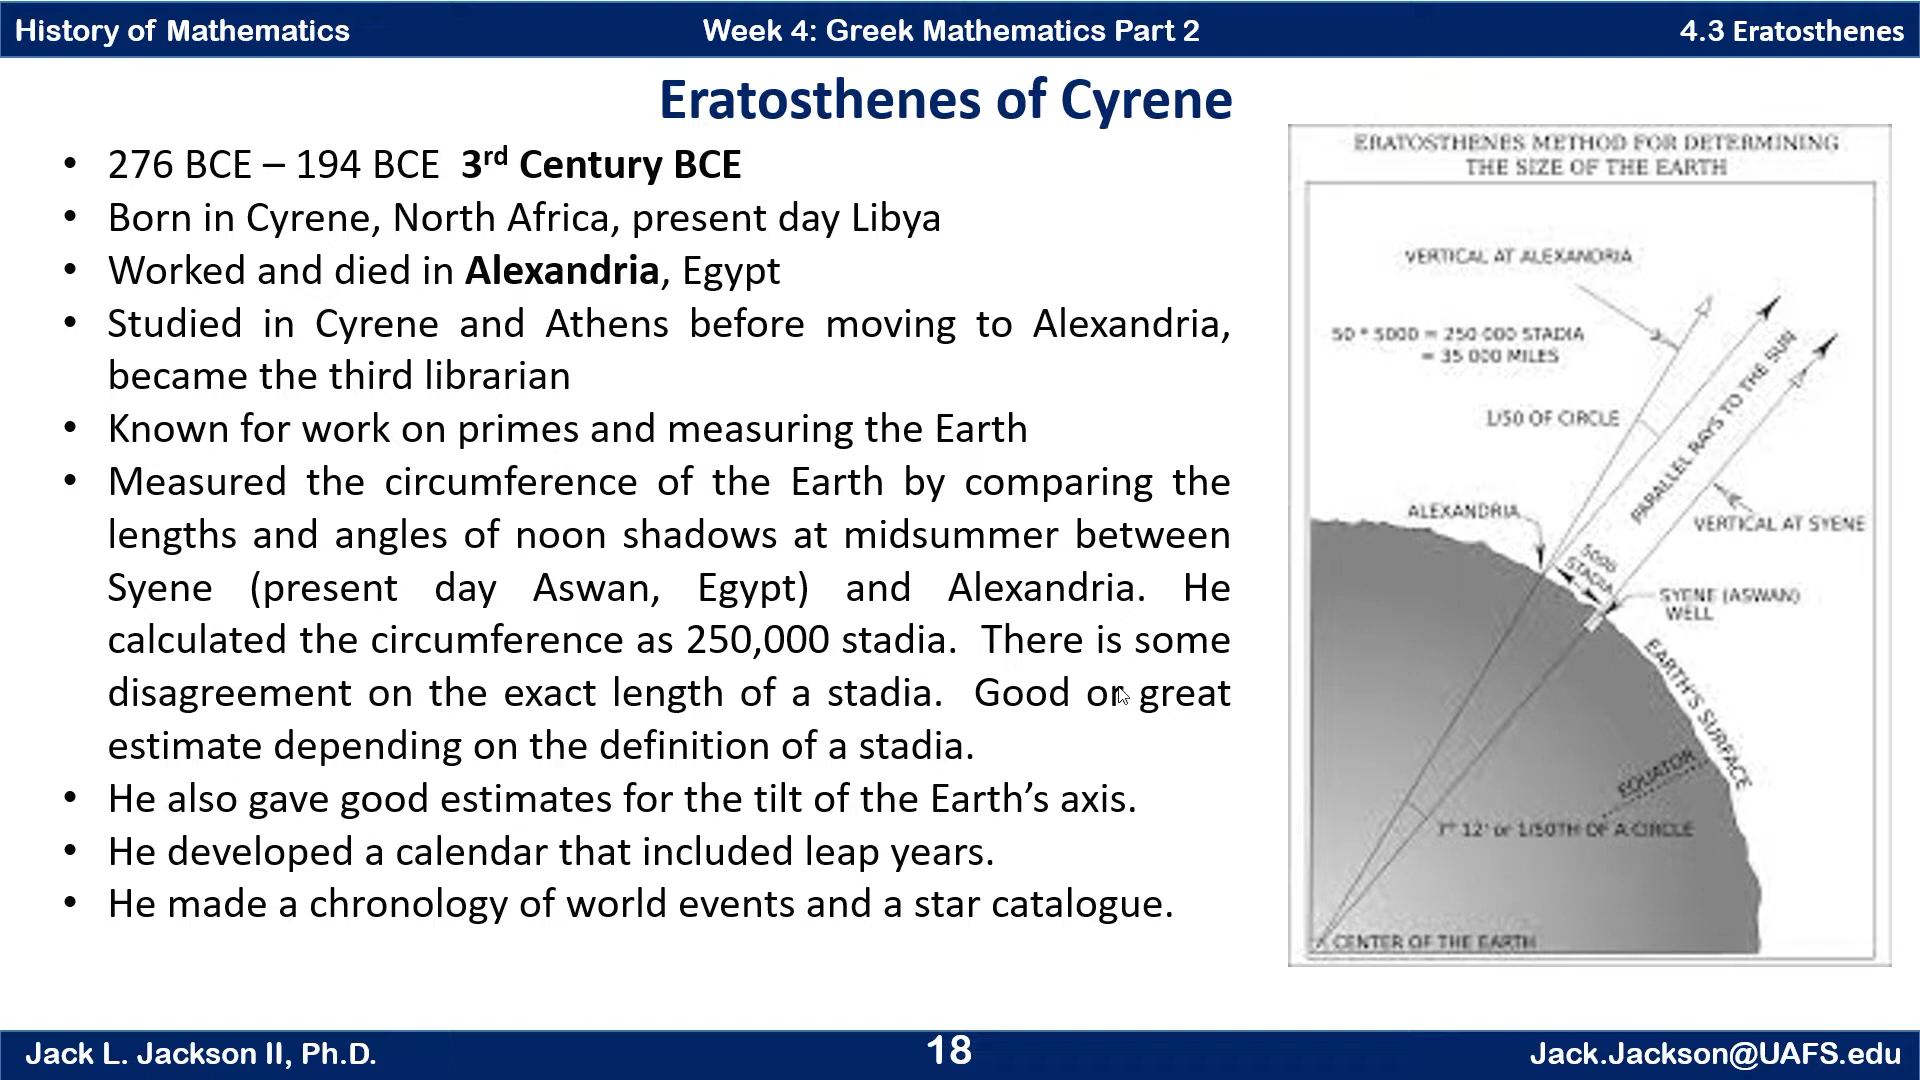 History of Mathematics
Week 4: Greek Mathematics Part 2
4.3 Eratosthenes
Eratosthenes of Cyrene
• 276 BCE – 194 BCE 3rd Century BCE
• Born in Cyrene, North Africa, present day Libya
• Worked and died in Alexandria, Egypt
• Studied in Cyrene and Athens before moving to Alexandria,
became the third librarian
• Known for work on primes and measuring the Earth
• Measured the circumference of the Earth by comparing the
lengths and angles of noon shadows at midsummer between
Syene (present day Aswan, Egypt) and Alexandria. He
calculated the circumference as 250,000 stadia. There is some
disagreement on the exact length of a stadia. Good or great
estimate depending on the definition of a stadia.
• He also gave good estimates for the tilt of the Earth’s axis.
• He developed a calendar that included leap years.
• He made a chronology of world events and a star catalogue.
ERATOSTHENES METHOD FOR DETERMINING
THE SIZE OF THE EARTH
VERTICAL AT ALEXANDRIA
50 * 5000 = 250 000 STADIA
= 35 000 MILES
1/50 OF CIRCLE
PARALLEL RAYS TO THE SUN
ALEXANDRIA
VERTICAL AT SYENE
5000
STADIA
SYENE (ASWAN)
WELL
EARTH'S SURFACE
EQUATOR
7° 12' or 1/50TH OF A CIRCLE
CENTER OF THE EARTH
Jack L. Jackson II, Ph.D.
18
Jack.Jackson@UAFS.edu